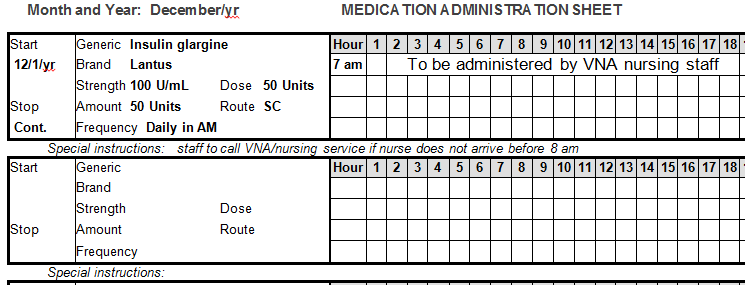 Month and Year: December/yr MEDICATION ADMINISTRATION SHEET
Start Generic Insulin glargine Hour 1 2 3 4 5 6 7 8 9 10 11 12 13 14 15 16 17 18
12/1/yr Brand Lantus 7 am To be administered by VNA nursing staff
Strength 100 U/mL Dose 50 Units
Stop Amount 50 Units Route SC
Cont. Frequency Daily in AM
Special instructions: staff to call VNA/nursing service if nurse does not arrive before 8 am
Start Generic Hour 1 2 3 4 5 6 7 8 9 10 11 12 13 14 15 16 17 18
Brand
Strength Dose
Stop Amount Route
Frequency
Special instructions: